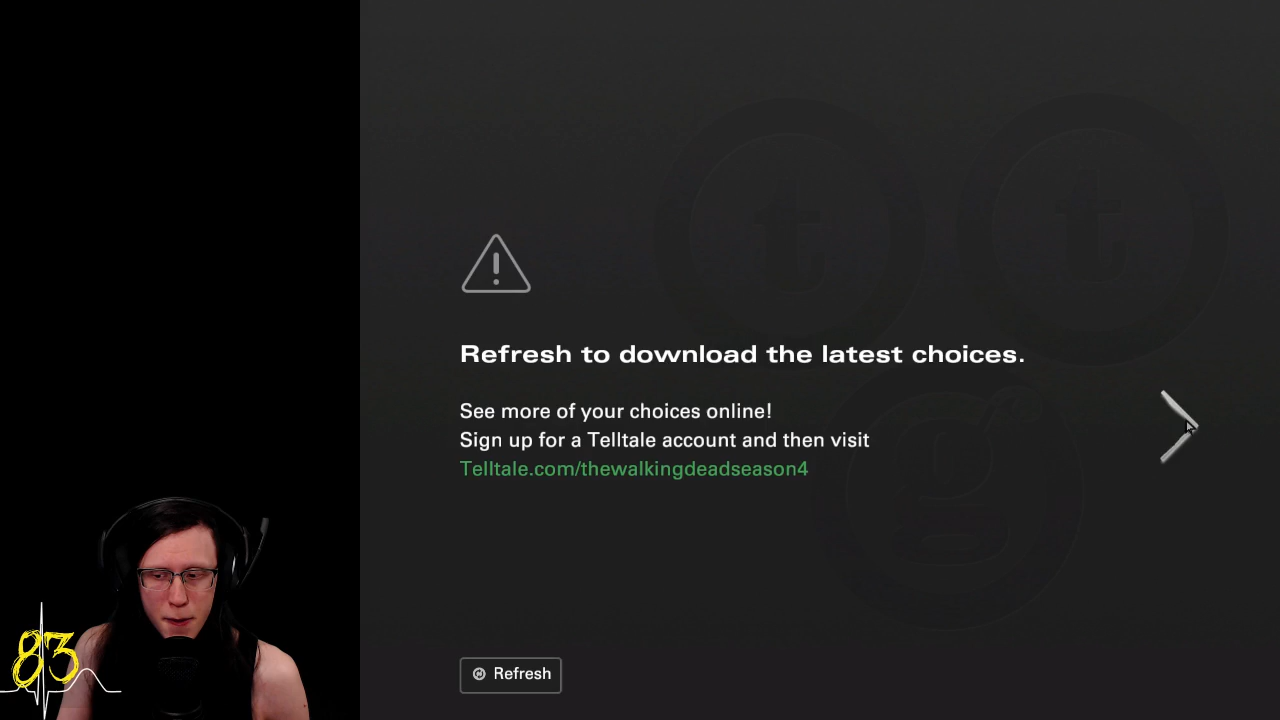 Refresh to download the latest choices.
See more of your choices online!
Sign up for a Telltale account and then visit
Telltale.com/thewalkingdeadseason4
Refresh
83
t
t
g